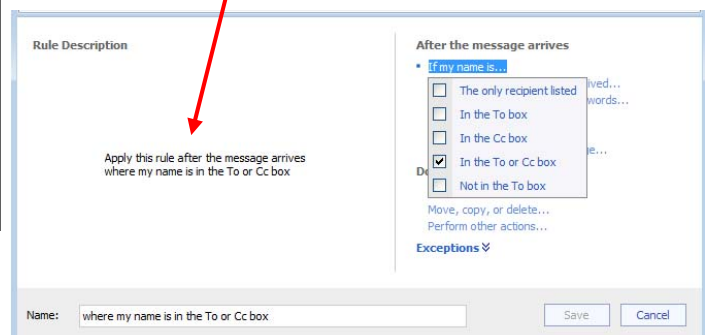 Rule Description
Apply this rule after the message arrives
where my name is in the To or Cc box
After the message arrives
If my name is...
The only recipient listed
In the To box
In the Cc box
In the To or Cc box
Not in the To box
words...
Move, copy, or delete...
Perform other actions...
Exceptions
Name: where my name is in the To or Cc box
Save Cancel